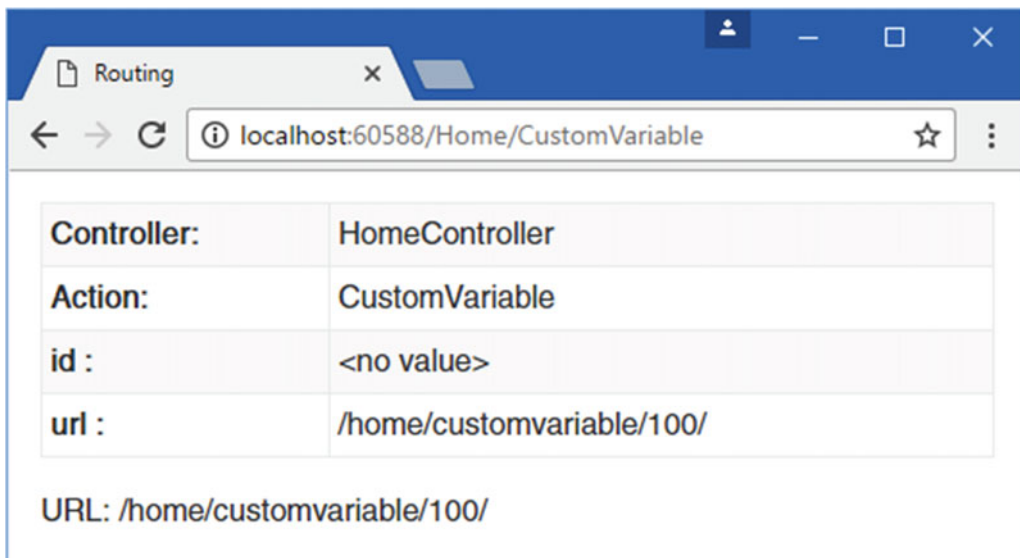 Routing
localhost:60588/Home/CustomVariable
Controller: HomeController
Action: CustomVariable
id : <no value>
url : /home/customvariable/100/
URL: /home/customvariable/100/